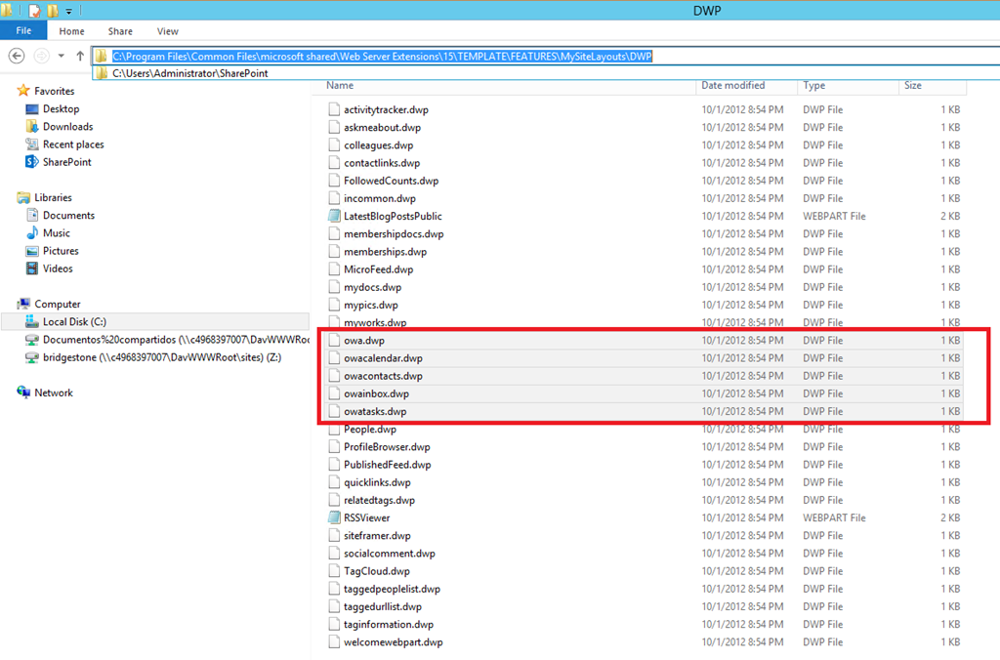 DWP
File Home Share View
C:\Program Files\Common Files\microsoft shared\Web Server Extensions\15\TEMPLATE\FEATURES\MySiteLayouts\DWP
C:\Users\Administrator\SharePoint
Favorites
Desktop
Downloads
Recent places
SharePoint
Libraries
Documents
Music
Pictures
Videos
Computer
Local Disk (C:)
Documentos%20compartidos (\\c4968397007\DavWWWRoo
bridgestone (\\c4968397007\DavWWWRoot\sites) (Z:)
Network
Name Date modified Type Size
activitytracker.dwp 10/1/2012 8:54 PM DWP File 1 KB
askmeabout.dwp 10/1/2012 8:54 PM DWP File 1 KB
colleagues.dwp 10/1/2012 8:54 PM DWP File 1 KB
contactlinks.dwp 10/1/2012 8:54 PM DWP File 1 KB
FollowedCounts.dwp 10/1/2012 8:54 PM DWP File 1 KB
incommon.dwp 10/1/2012 8:54 PM DWP File 1 KB
LatestBlogPostsPublic 10/1/2012 8:54 PM WEBPART File 2 KB
membershipdocs.dwp 10/1/2012 8:54 PM DWP File 1 KB
memberships.dwp 10/1/2012 8:54 PM DWP File 1 KB
MicroFeed.dwp 10/1/2012 8:54 PM DWP File 1 KB
mydocs.dwp 10/1/2012 8:54 PM DWP File 1 KB
mypics.dwp 10/1/2012 8:54 PM DWP File 1 KB
myworks.dwp 10/1/2012 8:54 PM DWP File 1 KB
owa.dwp 10/1/2012 8:54 PM DWP File 1 KB
owacalendar.dwp 10/1/2012 8:54 PM DWP File 1 KB
owacontacts.dwp 10/1/2012 8:54 PM DWP File 1 KB
owainbox.dwp 10/1/2012 8:54 PM DWP File 1 KB
owatasks.dwp 10/1/2012 8:54 PM DWP File 1 KB
People.dwp 10/1/2012 8:54 PM DWP File 1 KB
ProfileBrowser.dwp 10/1/2012 8:54 PM DWP File 1 KB
PublishedFeed.dwp 10/1/2012 8:54 PM DWP File 1 KB
quicklinks.dwp 10/1/2012 8:54 PM DWP File 1 KB
relatedtags.dwp 10/1/2012 8:54 PM DWP File 1 KB
RSSViewer 10/1/2012 8:54 PM WEBPART File 2 KB
siteframer.dwp 10/1/2012 8:54 PM DWP File 1 KB
socialcomment.dwp 10/1/2012 8:54 PM DWP File 1 KB
TagCloud.dwp 10/1/2012 8:54 PM DWP File 1 KB
taggedpeoplelist.dwp 10/1/2012 8:54 PM DWP File 1 KB
taggedurllist.dwp 10/1/2012 8:54 PM DWP File 1 KB
taginformation.dwp 10/1/2012 8:54 PM DWP File 1 KB
welcomewebpart.dwp 10/1/2012 8:54 PM DWP File 1 KB